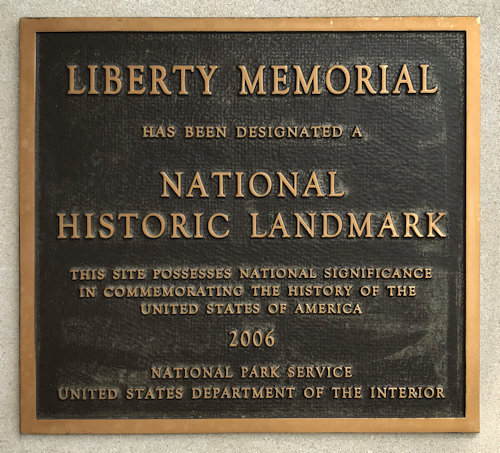 LIBERTY MEMORIAL
HAS BEEN DESIGNATED A
NATIONAL
HISTORIC LANDMARK
THIS SITE POSSESSES NATIONAL SIGNIFICANCE
IN COMMEMORATING THE HISTORY OF THE
UNITED STATES OF AMERICA
2006
NATIONAL PARK SERVICE
UNITED STATES DEPARTMENT OF THE INTERIOR